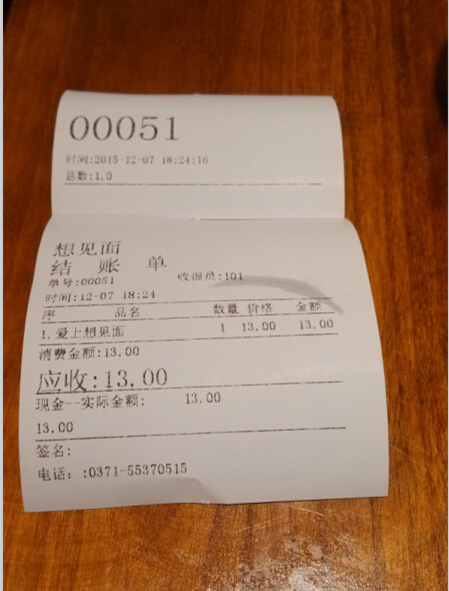 00051
时间:2015-12-07 18:24:16
总数:1.0
想见面
结 账 单
单号:00051 收银员:101
时间:12-07 18:24
序 品名 数量 价格 金额
1.爱上想见面 1 13.00 13.00
消费金额:13.00
应收:13.00
现金--实际金额: 13.00
13.00
签名:
电话: :0371-55370515